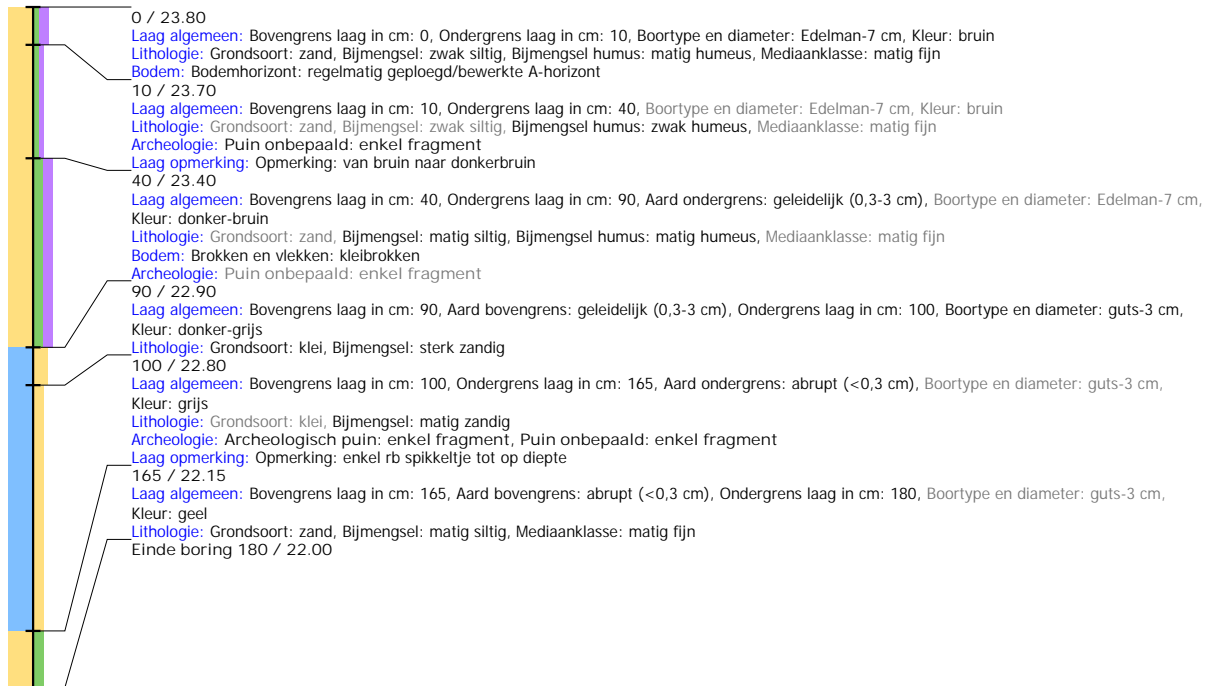 0 / 23.80
Laag algemeen: Bovengrens laag in cm: 0, Ondergrens laag in cm: 10, Boortype en diameter: Edelman-7 cm, Kleur: bruin
Lithologie: Grondsoort: zand, Bijmengsel: zwak siltig, Bijmengsel humus: matig humeus, Mediaanklasse: matig fijn
Bodem: Bodemhorizont: regelmatig geploegd/bewerkte A-horizont
10 / 23.70
Laag algemeen: Bovengrens laag in cm: 10, Ondergrens laag in cm: 40, Boortype en diameter: Edelman-7 cm, Kleur: bruin
Lithologie: Grondsoort: zand, Bijmengsel: zwak siltig, Bijmengsel humus: zwak humeus, Mediaanklasse: matig fijn
Archeologie: Puin onbepaald: enkel fragment
Laag opmerking: Opmerking: van bruin naar donkerbruin
40 / 23.40
Laag algemeen: Bovengrens laag in cm: 40, Ondergrens laag in cm: 90, Aard ondergrens: geleidelijk (0,3-3 cm), Boortype en diameter: Edelman-7 cm,
Kleur: donker-bruin
Lithologie: Grondsoort: zand, Bijmengsel: matig siltig, Bijmengsel humus: matig humeus, Mediaanklasse: matig fijn
Bodem: Brokken en vlekken: kleibrokken
Archeologie: Puin onbepaald: enkel fragment
90 / 22.90
Laag algemeen: Bovengrens laag in cm: 90, Aard bovengrens: geleidelijk (0,3-3 cm), Ondergrens laag in cm: 100, Boortype en diameter: guts-3 cm,
Kleur: donker-grijs
Lithologie: Grondsoort: klei, Bijmengsel: sterk zandig
100 / 22.80
Laag algemeen: Bovengrens laag in cm: 100, Ondergrens laag in cm: 165, Aard ondergrens: abrupt (<0,3 cm), Boortype en diameter: guts-3 cm,
Kleur: grijs
Lithologie: Grondsoort: klei, Bijmengsel: matig zandig
Archeologie: Archeologisch puin: enkel fragment, Puin onbepaald: enkel fragment
Laag opmerking: Opmerking: enkel rb spikkeltje tot op diepte
165 / 22.15
Laag algemeen: Bovengrens laag in cm: 165, Aard bovengrens: abrupt (<0,3 cm), Ondergrens laag in cm: 180, Boortype en diameter: guts-3 cm,
Kleur: geel
Lithologie: Grondsoort: zand, Bijmengsel: matig siltig, Mediaanklasse: matig fijn
Einde boring 180 / 22.00